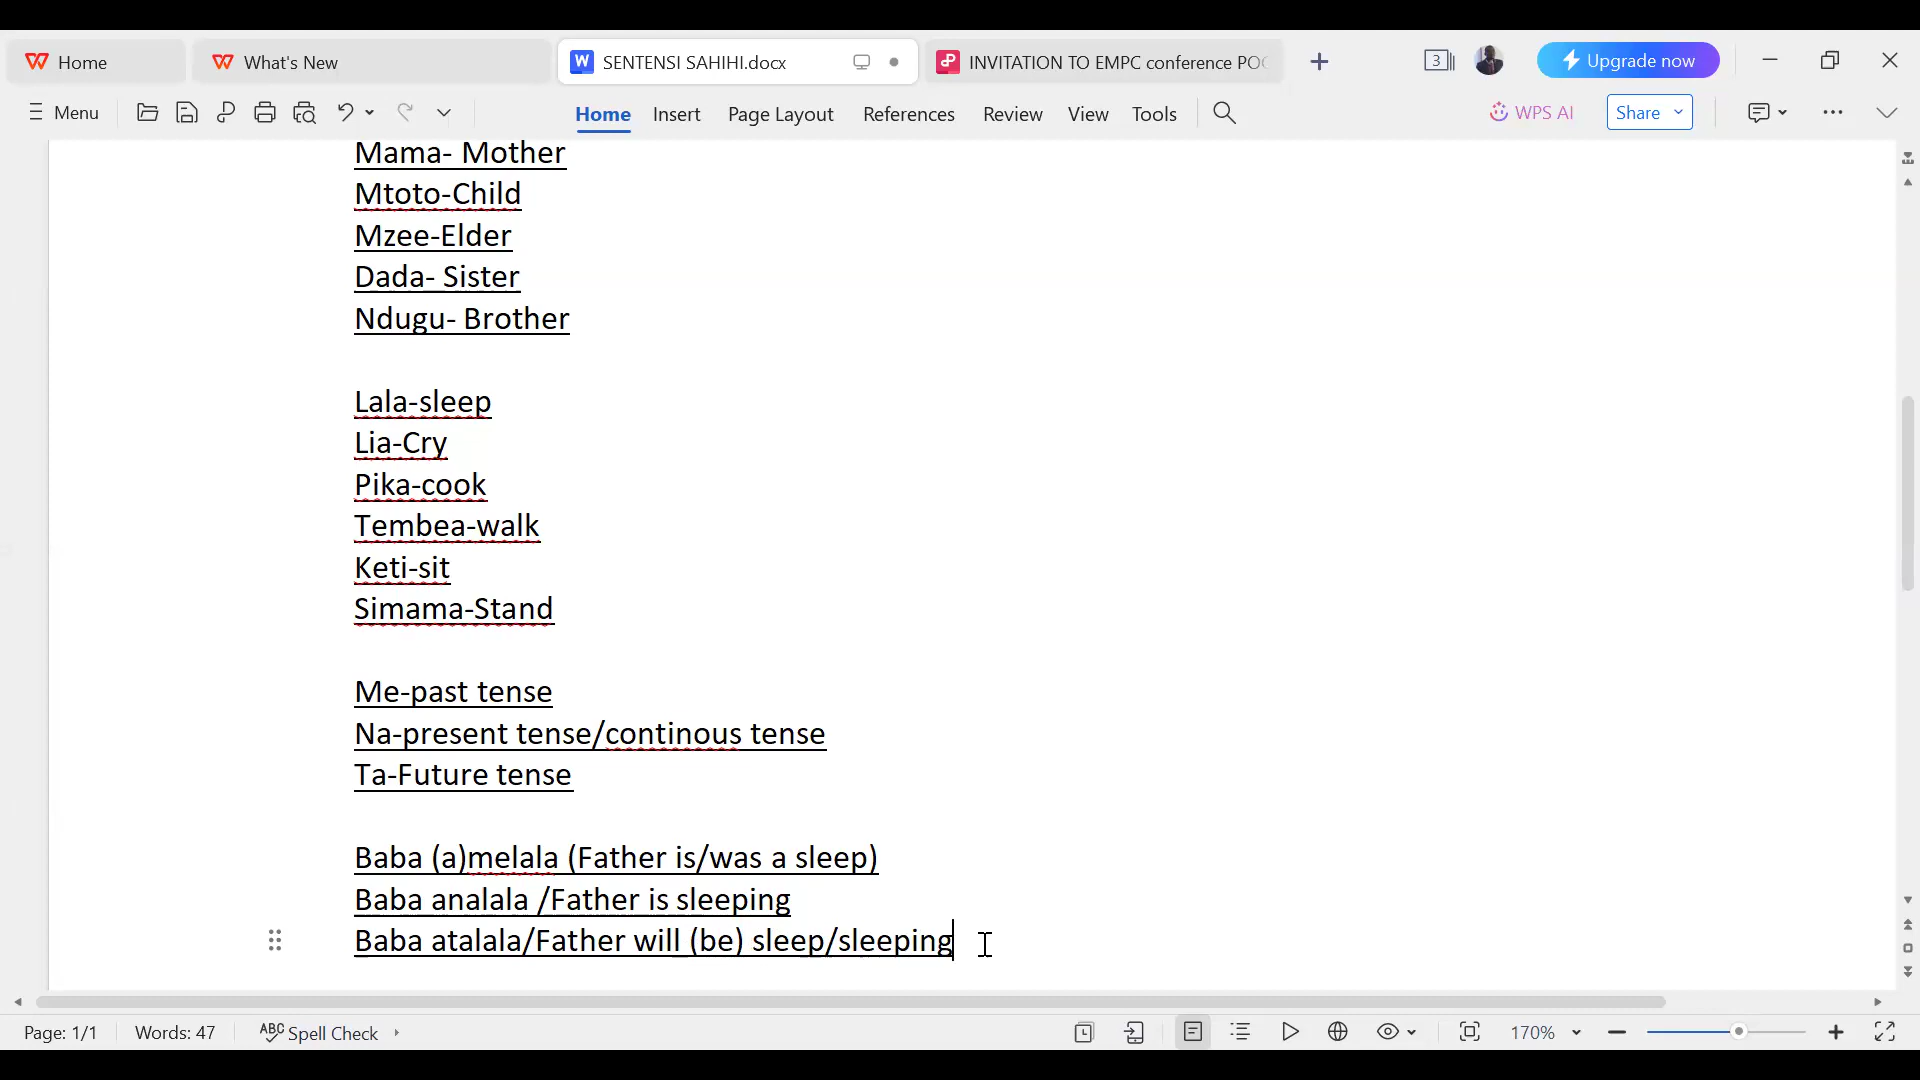 Home
What's New
SENTENSI SAHIHI.docx
INVITATION TO EMPC conference PO
3
Upgrade now
Menu
Home
Insert
Page Layout
References
Review
View
Tools
WPS AI
Share
Mama- Mother
Mtoto-Child
Mzee-Elder
Dada- Sister
Ndugu- Brother
Lala-sleep
Lia-Cry
Pika-cook
Tembea-walk
Keti-sit
Simama-Stand
Me-past tense
Na-present tense/continous tense
Ta-Future tense
Baba (a)melala (Father is/was a sleep)
Baba analala /Father is sleeping
Baba atalala/Father will (be) sleep/sleeping
Page: 1/1
Words: 47
ABC Spell Check
170%